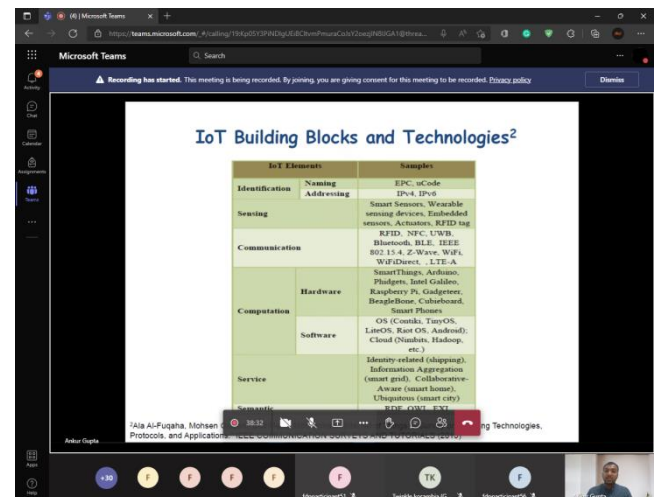 (4) | Microsoft Teams
https://teams.microsoft.com/_#/calling/
Microsoft Teams
Search
Recording has started. This meeting is being recorded. By joining, you are giving consent for this meeting to be recorded. Privacy policy
Dismiss
Activity
Chat
Calendar
Assignments
Teams
Apps
Help
IoT Building Blocks and Technologies²
IoT Elements Samples
Identification Naming EPC, uCode
Addressing IPv4, IPv6
Sensing Smart Sensors, Wearable
sensing devices, Embedded
sensors, Actuators, RFID tag
Communication RFID, NFC, UWB,
Bluetooth, BLE, IEEE
802.15.4, Z-Wave, WiFi,
WiFiDirect, , LTE-A
Computation Hardware SmartThings, Arduino,
Phidgets, Intel Galileo,
Raspberry Pi, Gadgeteer,
BeagleBone, Cubieboard,
Smart Phones
Software OS (Contiki, TinyOS,
LiteOS, Riot OS, Android);
Cloud (Nimbits, Hadoop,
etc.)
Service Identity-related (shipping),
Information Aggregation
(smart grid), Collaborative-
Aware (smart home),
Ubiquitous (smart city)
Semantic RDF, OWL, EXI
38:32
²Ala Al-Fuqaha, Mohsen ng Technologies,
Protocols, and Applications
Ankur Gupta
+30
F
F
F
F
F
TK
F